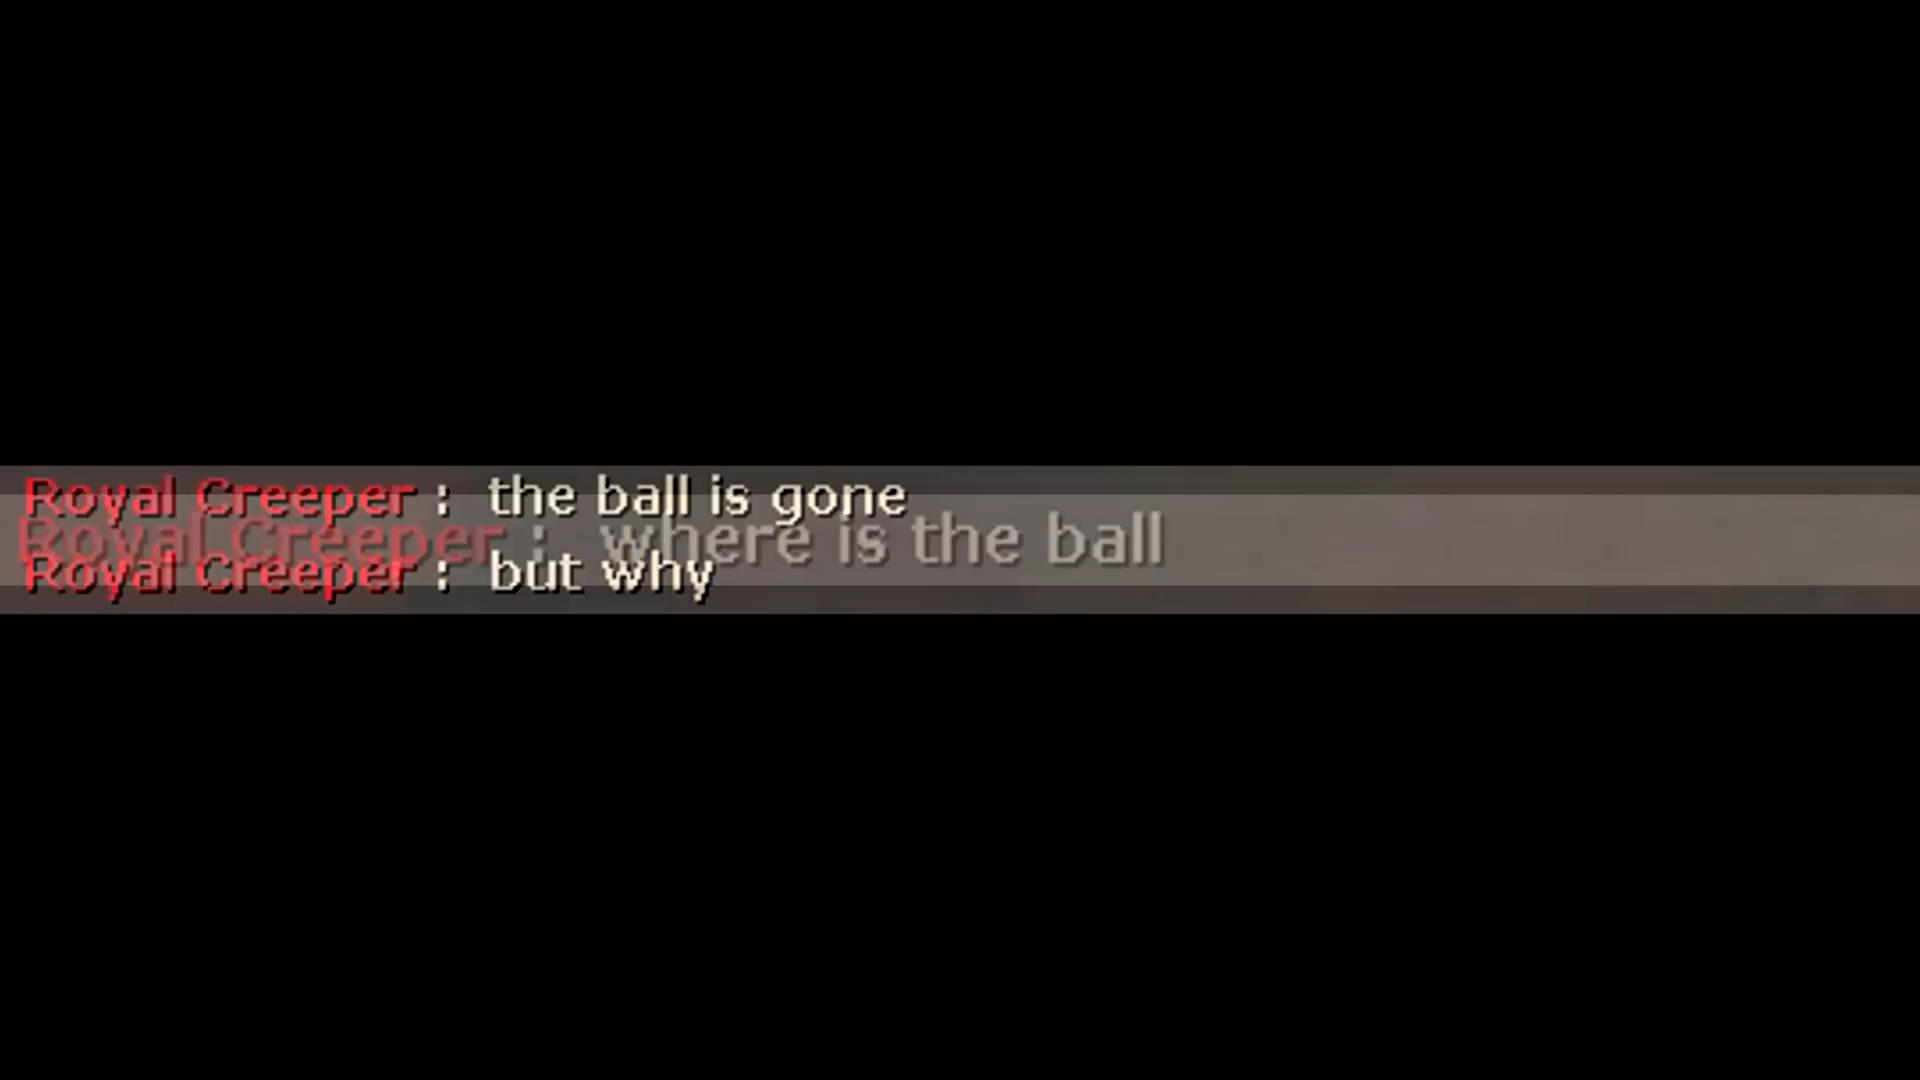 Royal Creeper :  the ball is gone
Royal Creeper :  where is the ball
Royal Creeper :  but why